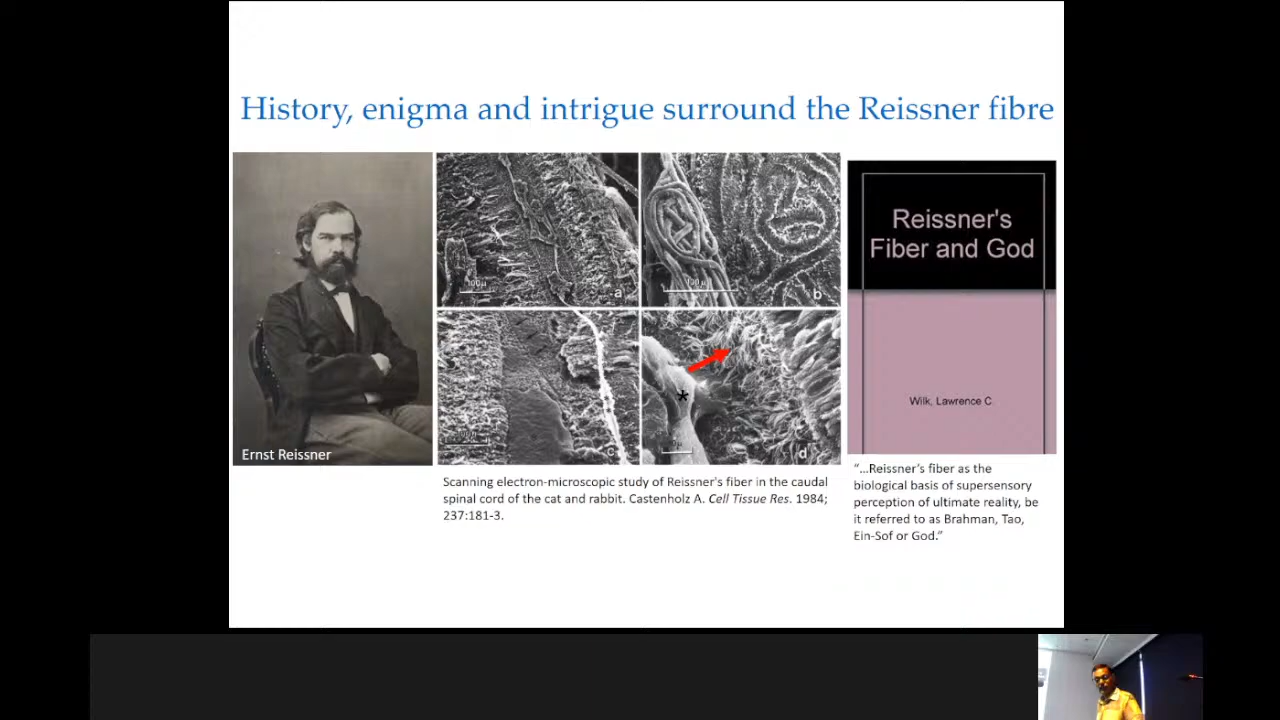 History, enigma and intrigue surround the Reissner fibre
Ernst Reissner
100μ
a
100μ
b
c
d
*
Scanning electron-microscopic study of Reissner's fiber in the caudal
spinal cord of the cat and rabbit. Castenholz A. Cell Tissue Res. 1984;
237:181-3.
Reissner's
Fiber and God
Wilk, Lawrence C.
“…Reissner’s fiber as the
biological basis of supersensory
perception of ultimate reality, be
it referred to as Brahman, Tao,
Ein-Sof or God.”